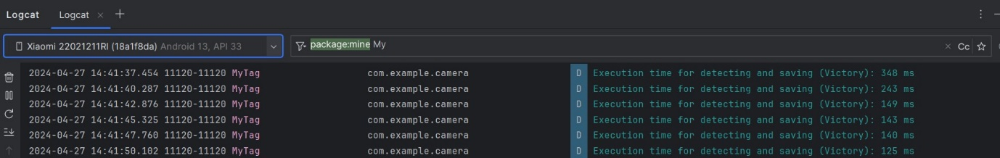 Logcat Logcat × +
Xiaomi 22021211RI (18a1f8da) Android 13, API 33 package:mine My × Cc
2024-04-27 14:41:37.454 11120-11120 MyTag com.example.camera D Execution time for detecting and saving (Victory): 348 ms
2024-04-27 14:41:40.287 11120-11120 MyTag com.example.camera D Execution time for detecting and saving (Victory): 243 ms
2024-04-27 14:41:42.876 11120-11120 MyTag com.example.camera D Execution time for detecting and saving (Victory): 149 ms
2024-04-27 14:41:45.325 11120-11120 MyTag com.example.camera D Execution time for detecting and saving (Victory): 143 ms
2024-04-27 14:41:47.760 11120-11120 MyTag com.example.camera D Execution time for detecting and saving (Victory): 140 ms
2024-04-27 14:41:50.102 11120-11120 MyTag com.example.camera D Execution time for detecting and saving (Victory): 125 ms